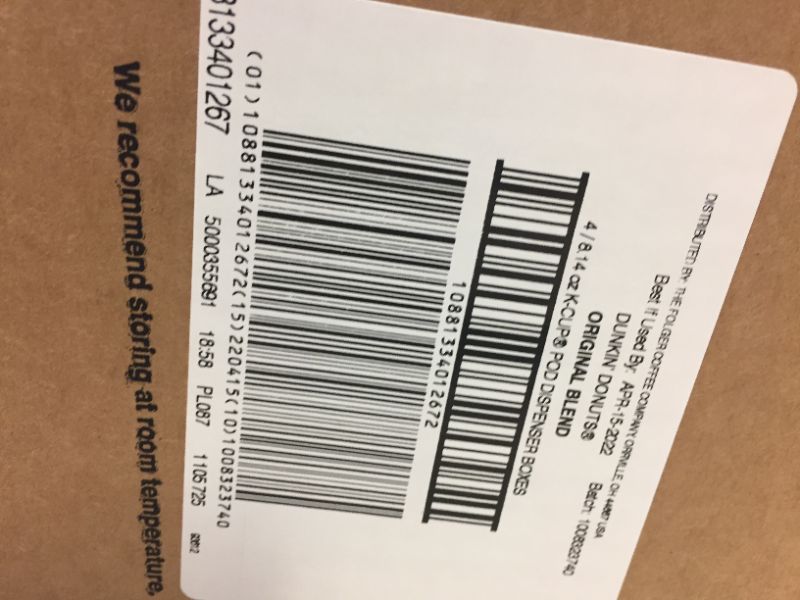 DISTRIBUTED BY: THE FOLGER COFFEE COMPANY ORRVILLE, OH 44667 USA
Best If Used By: APR-15-2022 Batch: 1008323740
DUNKIN' DONUTS®
ORIGINAL BLEND
4 / 8.14 oz K-CUP® POD DISPENSER BOXES
10881334012672
(01)10881334012672(15)220415(10)1008323740
8133401267 LA 5000355691 18:58 PL087 1105725
We recommend storing at room temperature.